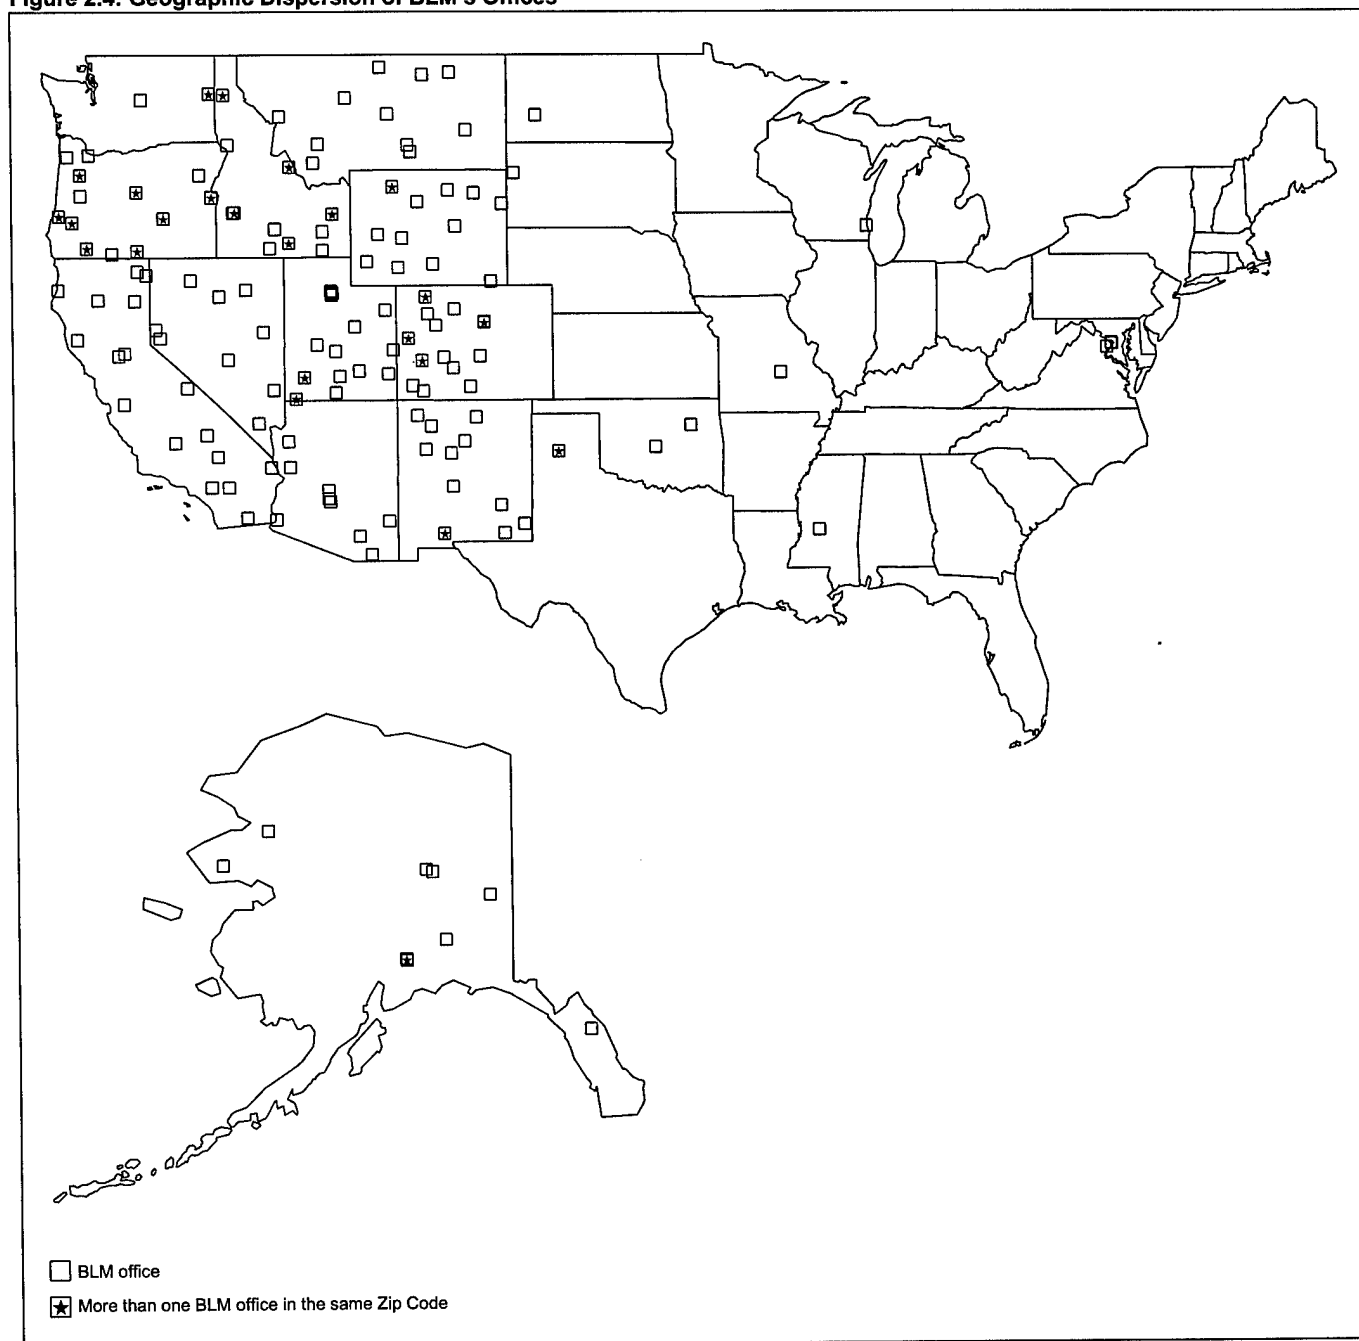 Figure 2.4: Geographic Dispersion of BLM's Offices
BLM office
More than one BLM office in the same Zip Code